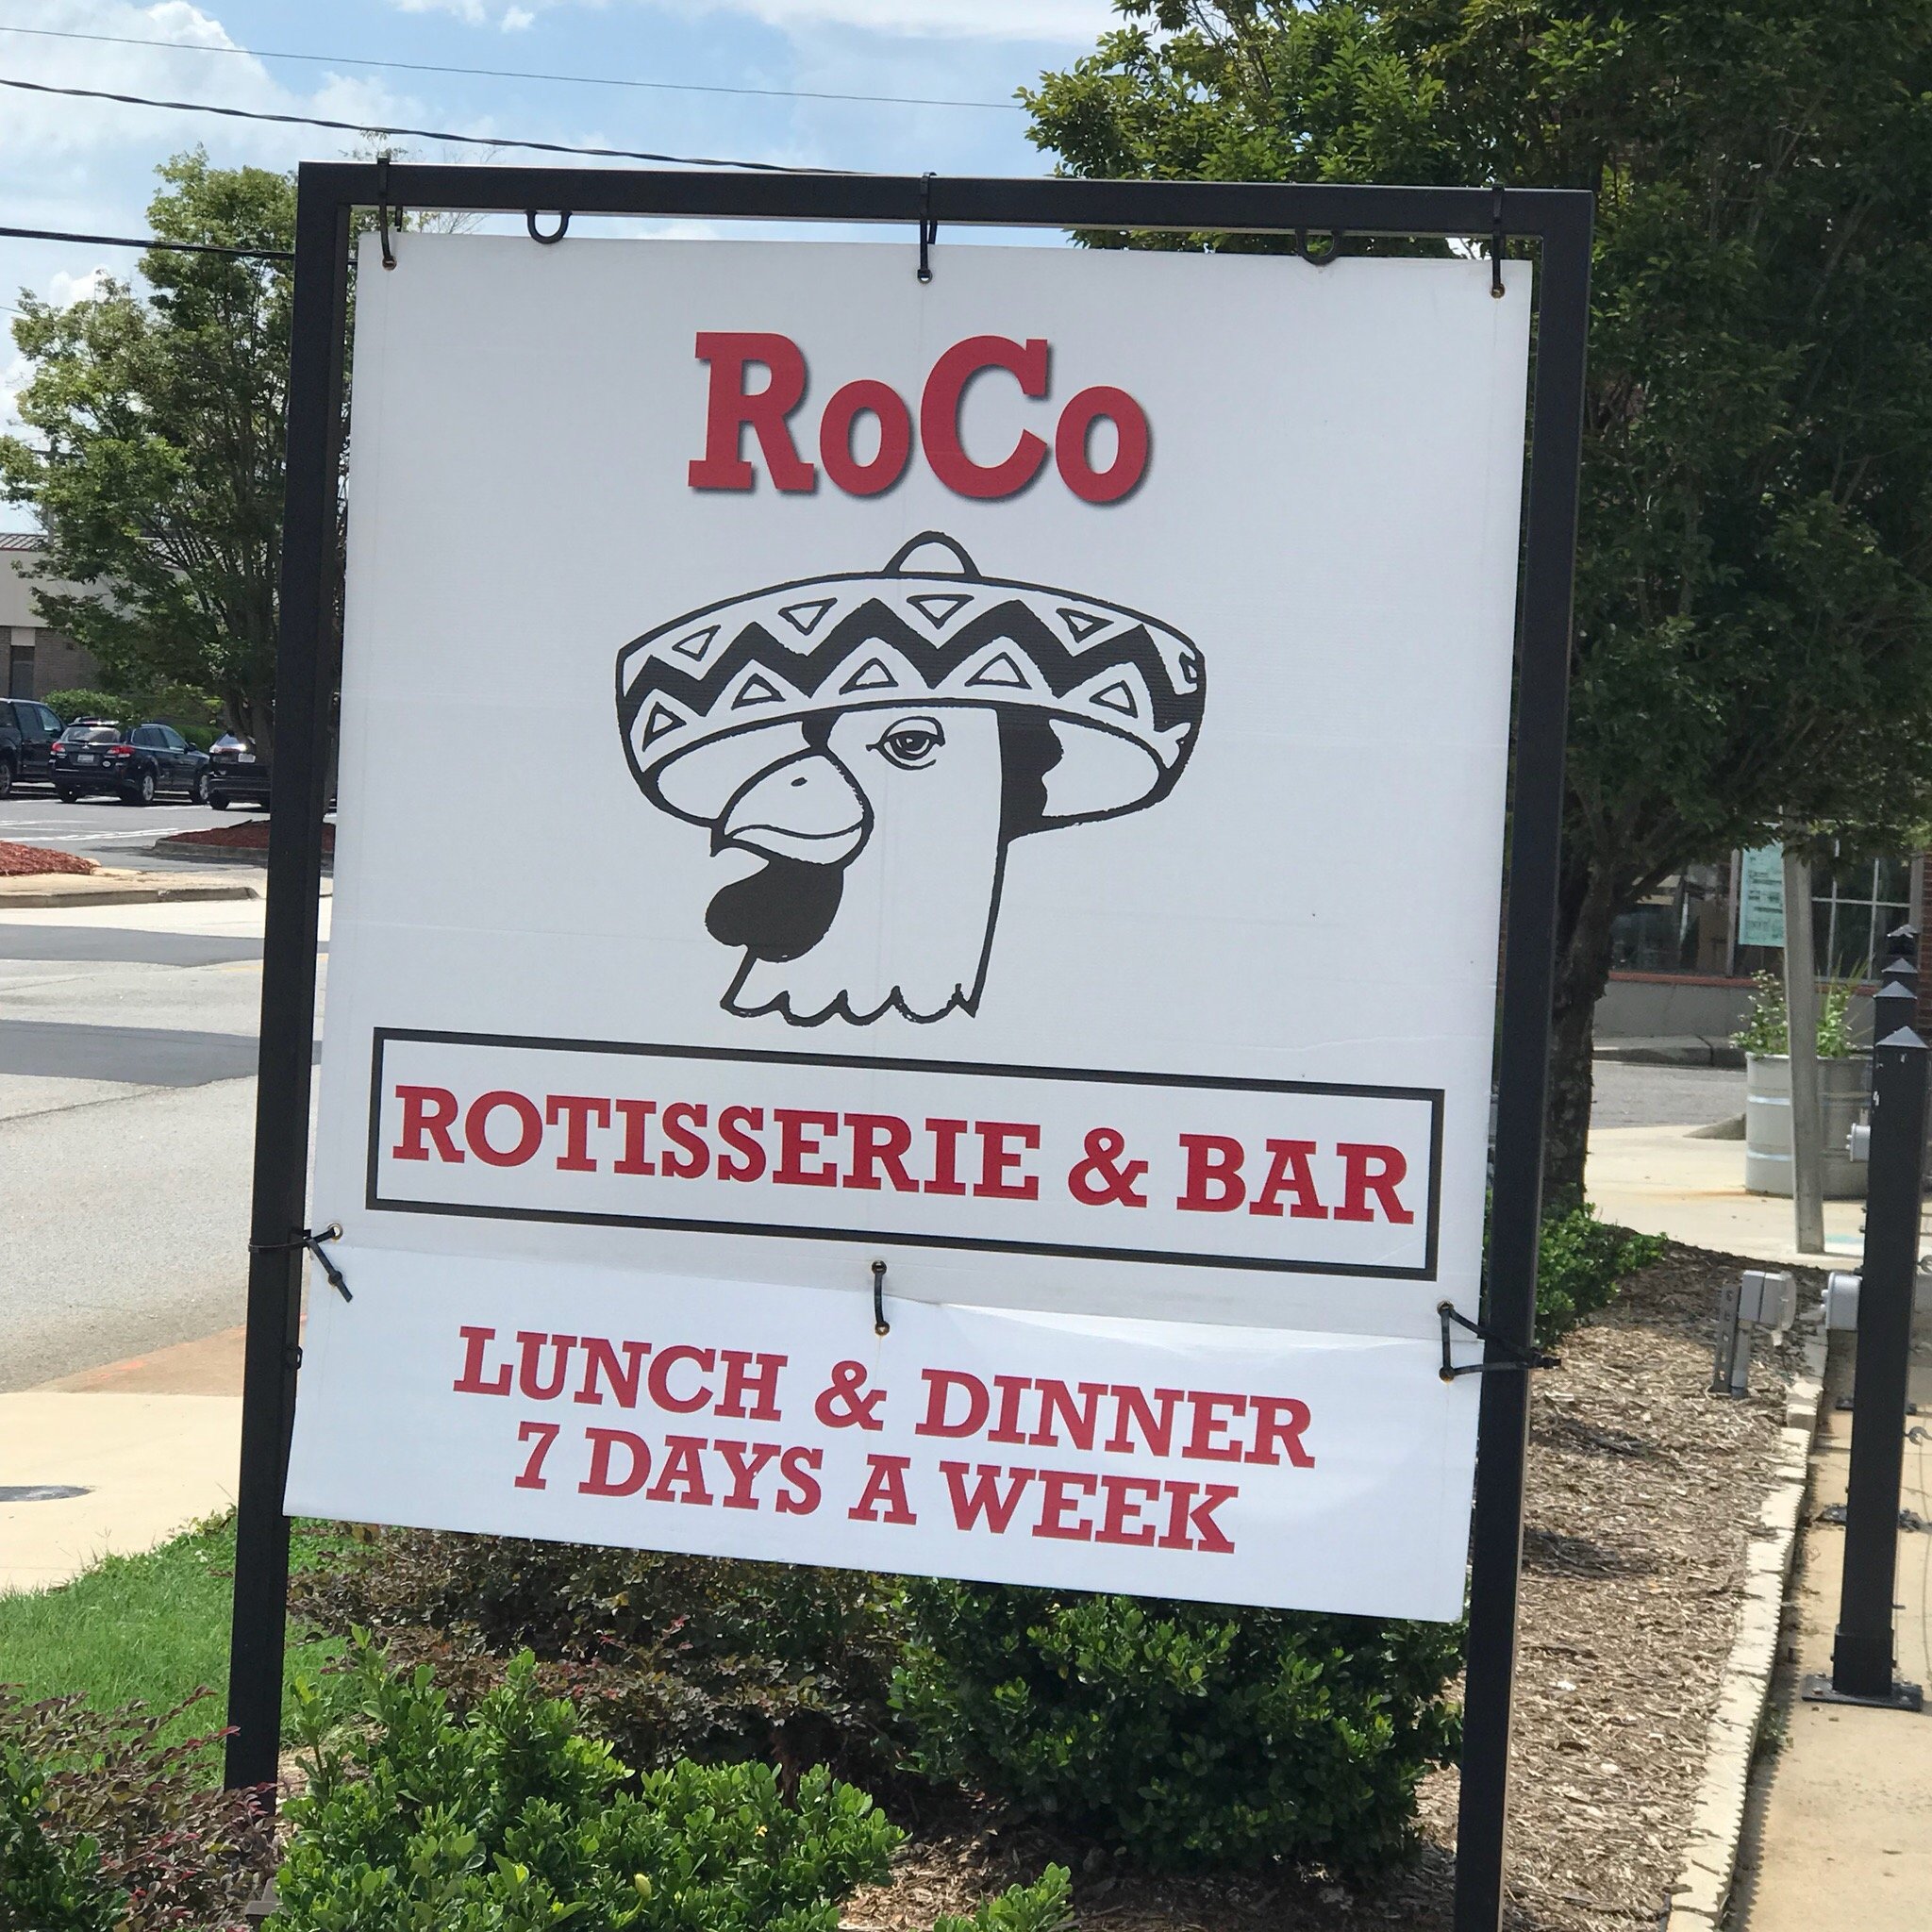 RoCo
ROTISSERIE & BAR
LUNCH & DINNER
7 DAYS A WEEK